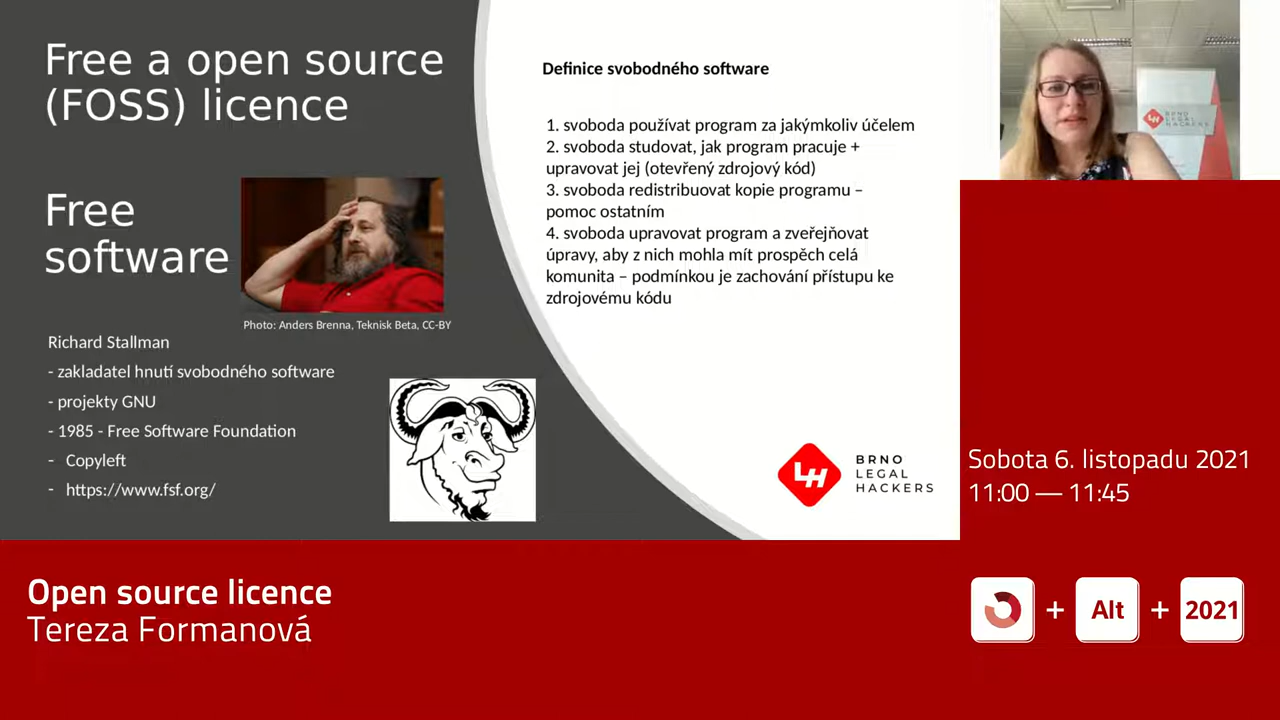 Free a open source
(FOSS) licence
Free
software
Photo: Anders Brenna, Teknisk Beta, CC-BY
Richard Stallman
- zakladatel hnutí svobodného software
- projekty GNU
- 1985 - Free Software Foundation
- Copyleft
- https://www.fsf.org/
Definice svobodného software
1. svoboda používat program za jakýmkoliv účelem
2. svoboda studovat, jak program pracuje +
upravovat jej (otevřený zdrojový kód)
3. svoboda redistribuovat kopie programu –
pomoc ostatním
4. svoboda upravovat program a zveřejňovat
úpravy, aby z nich mohla mít prospěch celá
komunita – podmínkou je zachování přístupu ke
zdrojovému kódu
LH
BRNO
LEGAL
HACKERS
BRNO
LEGAL
HACKERS
Sobota 6. listopadu 2021
11:00 — 11:45
Open source licence
Tereza Formanová
+ Alt + 2021